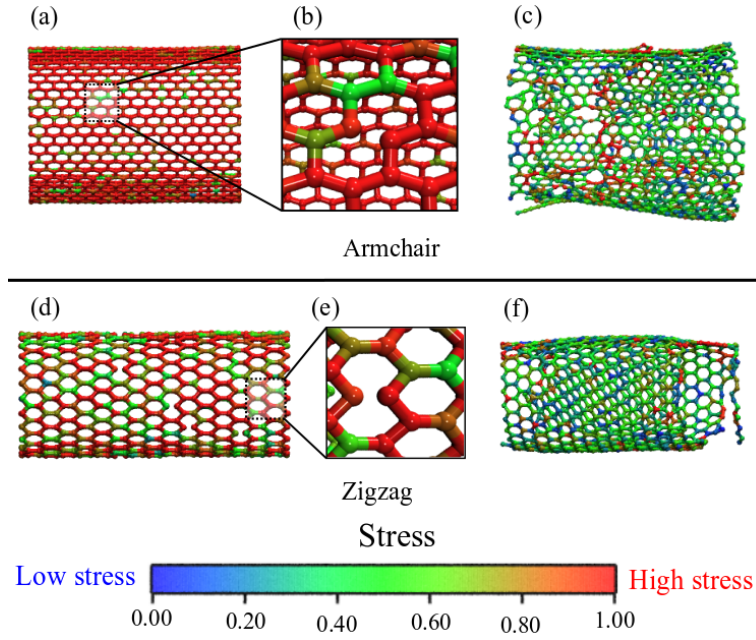 (a) (b) (c)
Armchair
(d) (e) (f)
Zigzag
Stress
Low stress High stress
0.00 0.20 0.40 0.60 0.80 1.00